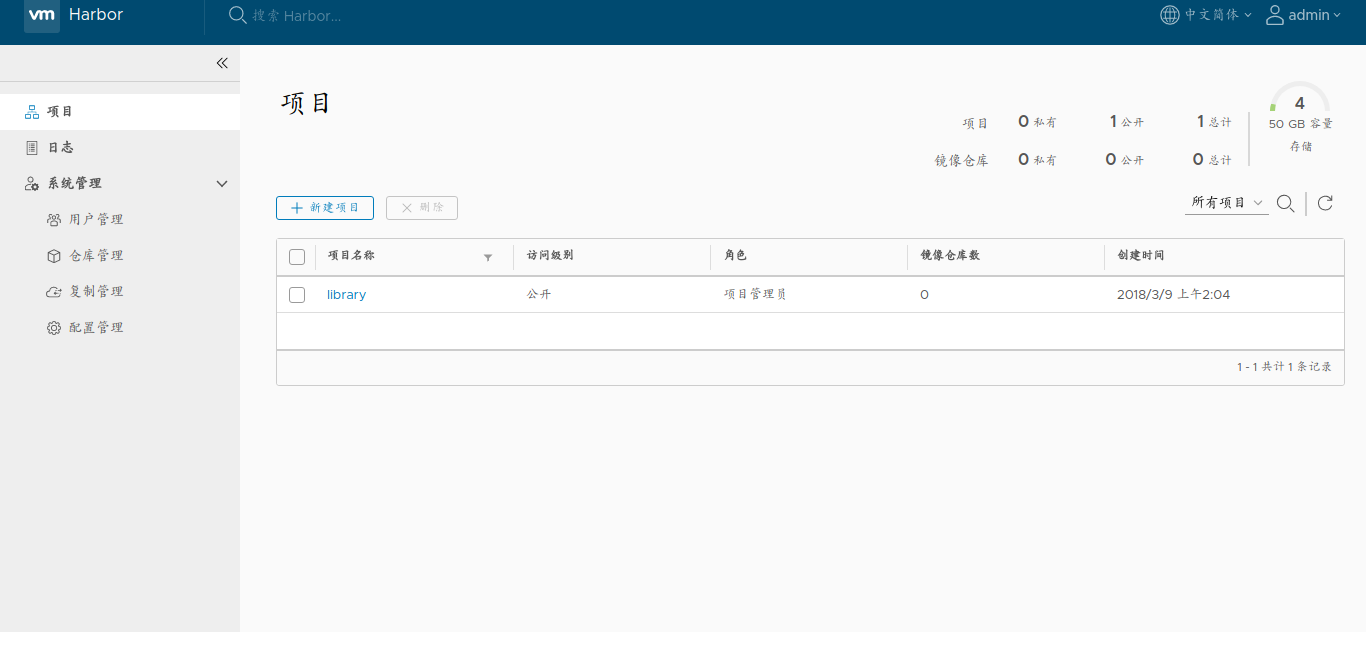 vm Harbor 搜索 Harbor... 中文简体 admin
项目
日志
系统管理
用户管理
仓库管理
复制管理
配置管理
项目
项目 0 私有 1 公开 1 总计
镜像仓库 0 私有 0 公开 0 总计
4
50 GB 容量
存储
新建项目 删除 所有项目
项目名称 访问级别 角色 镜像仓库数 创建时间
library 公开 项目管理员 0 2018/3/9 上午2:04
1 - 1 共计 1 条记录